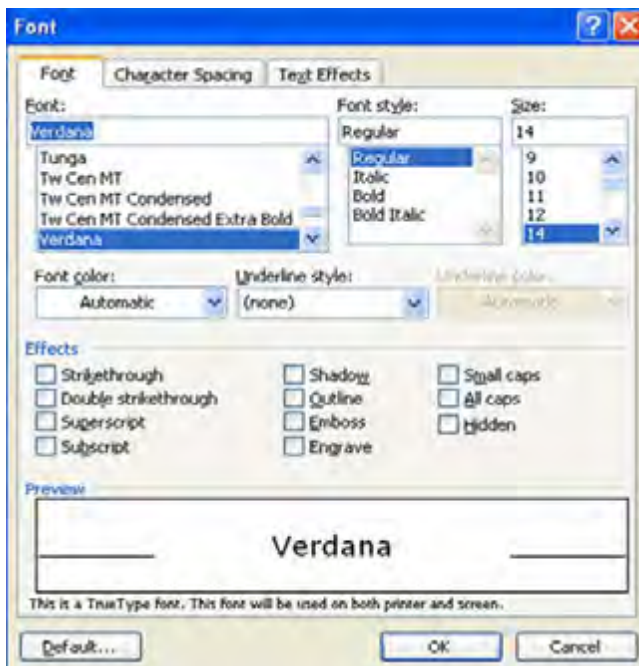 Font
Font Character Spacing Text Effects
Font: Font style: Size:
Verdana Regular 14
Tunga Regular 9
Tw Cen MT Italic 10
Tw Cen MT Condensed Bold 11
Tw Cen MT Condensed Extra Bold Bold Italic 12
Verdana 14
Font color: Underline style: Underline color:
Automatic (none) Automatic
Effects
Strikethrough Shadow Small caps
Double strikethrough Outline All caps
Superscript Emboss Hidden
Subscript Engrave
Preview
Verdana
This is a TrueType font. This font will be used on both printer and screen.
Default... OK Cancel